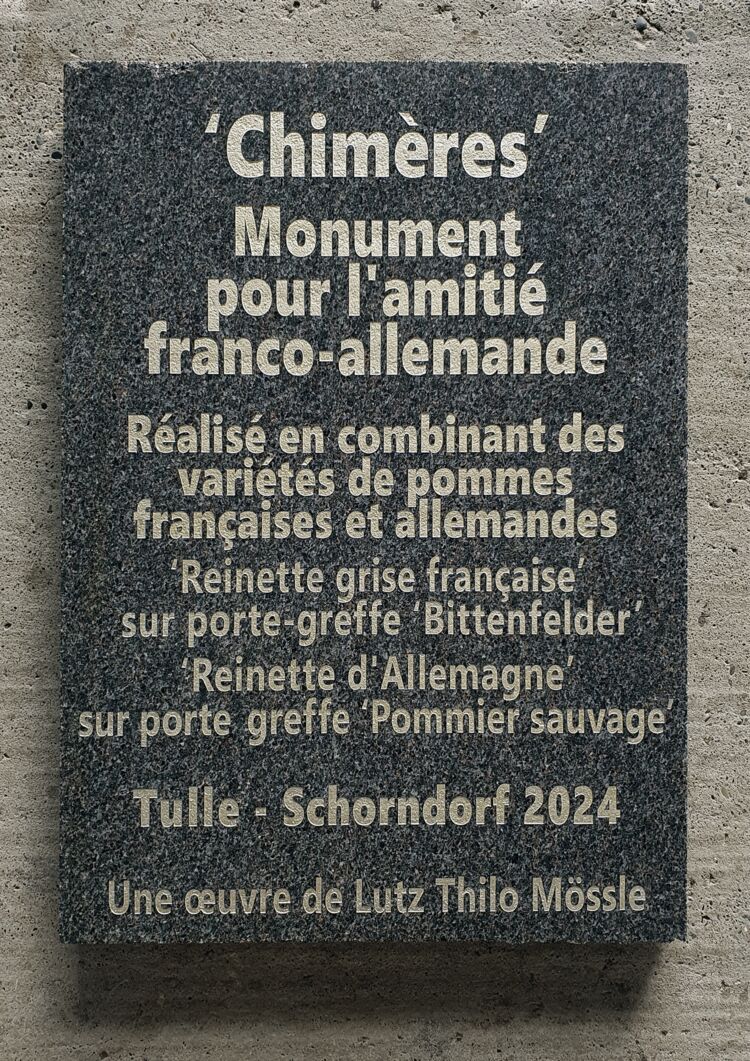 ‘Chimères’
Monument
pour l'amitié
franco-allemande
Réalisé en combinant des
variétés de pommes
françaises et allemandes
‘Reinette grise française’
sur porte-greffe ‘Bittenfelder’
‘Reinette d'Allemagne’
sur porte greffe ‘Pommier sauvage’
Tulle - Schorndorf 2024
Une œuvre de Lutz Thilo Mössle